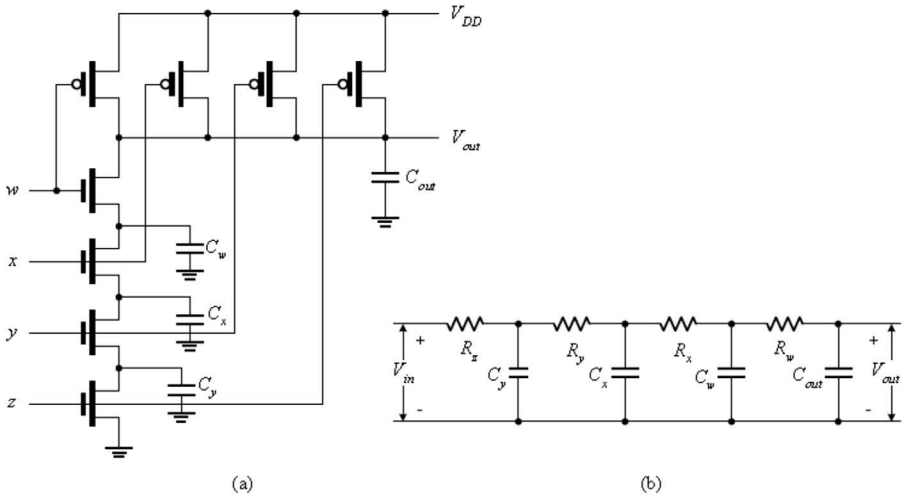 V_DD
V_out
C_out
w
C_w
x
C_x
y
C_y
z
+ R_z R_y R_x R_w +
V_in C_y C_x C_w C_out V_out
- -
(a) (b)